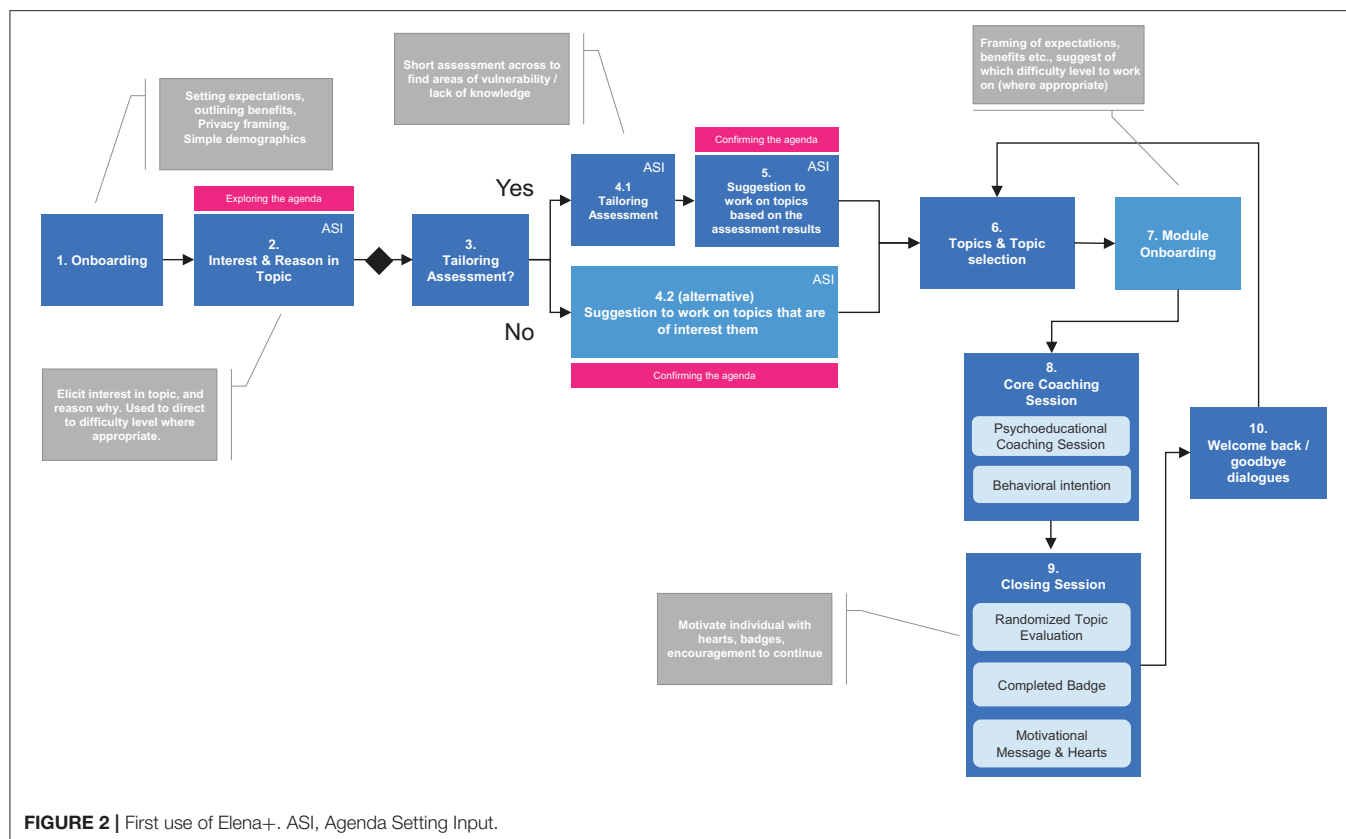 Setting expectations,
outlining benefits,
Privacy framing,
Simple demographics
Short assessment across to
find areas of vulnerability /
lack of knowledge
Framing of expectations,
benefits etc., suggest of
which difficulty level to work
on (where appropriate)
1. Onboarding
Exploring the agenda
ASI
2.
Interest & Reason in
Topic
Elicit interest in topic, and
reason why. Used to direct
to difficulty level where
appropriate.
3.
Tailoring
Assessment?
Yes
No
ASI
4.1
Tailoring
Assessment
Confirming the agenda
ASI
5.
Suggestion to
work on topics
based on the
assessment results
ASI
4.2 (alternative)
Suggestion to work on topics that are
of interest them
Confirming the agenda
6.
Topics & Topic
selection
7. Module
Onboarding
8.
Core Coaching
Session
Psychoeducational
Coaching Session
Behavioral intention
9.
Closing Session
Randomized Topic
Evaluation
Completed Badge
Motivational
Message & Hearts
Motivate individual with
hearts, badges,
encouragement to continue
10.
Welcome back /
goodbye
dialogues
FIGURE 2 | First use of Elena+. ASI, Agenda Setting Input.